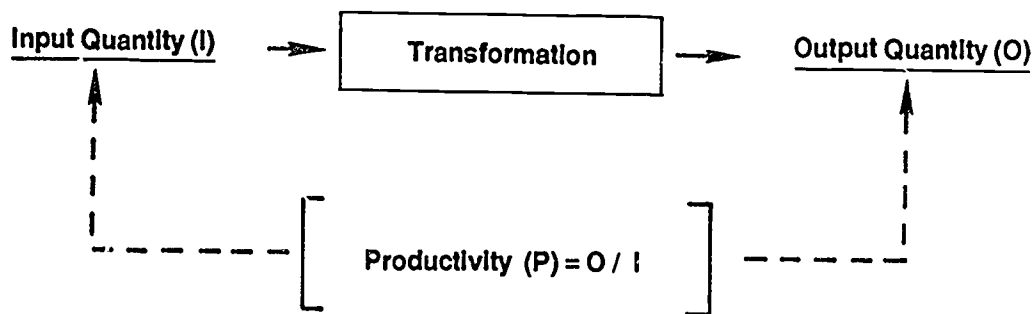 Input Quantity (I)
Transformation
Output Quantity (O)
Productivity (P) = O / I